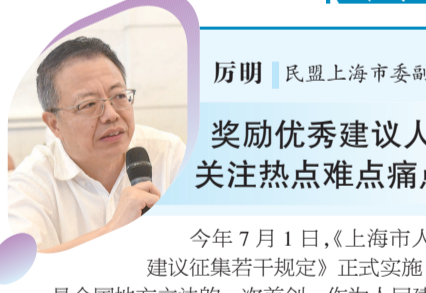 厉明 民盟上海市委副
奖励优秀建议人
关注热点难点痛点
今年 7 月 1 日，《上海市人
建议征集若干规定》正式实施